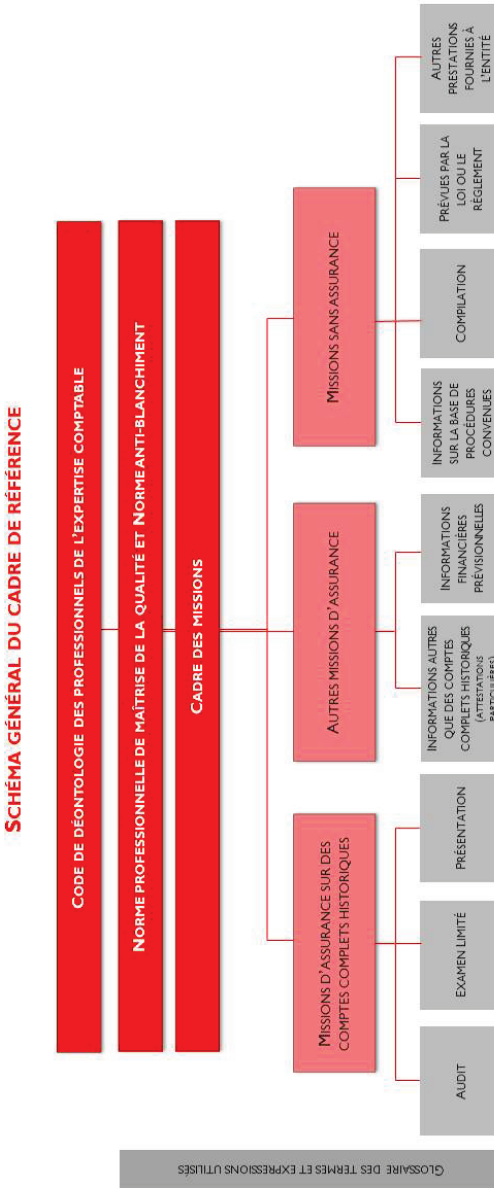 SCHÉMA GÉNÉRAL DU CADRE DE RÉFÉRENCE
CODE DE DÉONTOLOGIE DES PROFESSIONNELS DE L'EXPERTISE COMPTABLE
NORME PROFESSIONNELLE DE MAÎTRISE DE LA QUALITÉ ET NORME ANTI-BLANCHIMENT
CADRE DES MISSIONS
MISSIONS D'ASSURANCE SUR DES
COMPTES COMPLETS HISTORIQUES
AUTRES MISSIONS D'ASSURANCE
MISSIONS SANS ASSURANCE
AUDIT
EXAMEN LIMITÉ
PRÉSENTATION
INFORMATIONS AUTRES
QUE DES COMPTES
COMPLETS HISTORIQUES
(ATTESTATIONS
PARTICULIÈRES)
INFORMATIONS
FINANCIÈRES
PRÉVISIONNELLES
INFORMATIONS
SUR LA BASE DE
PROCÉDURES
CONVENUES
COMPILATION
PRÉVUES PAR LA
LOI OU LE
RÈGLEMENT
AUTRES
PRESTATIONS
FOURNIES À
L'ENTITÉ
GLOSSAIRE DES TERMES ET EXPRESSIONS UTILISÉS